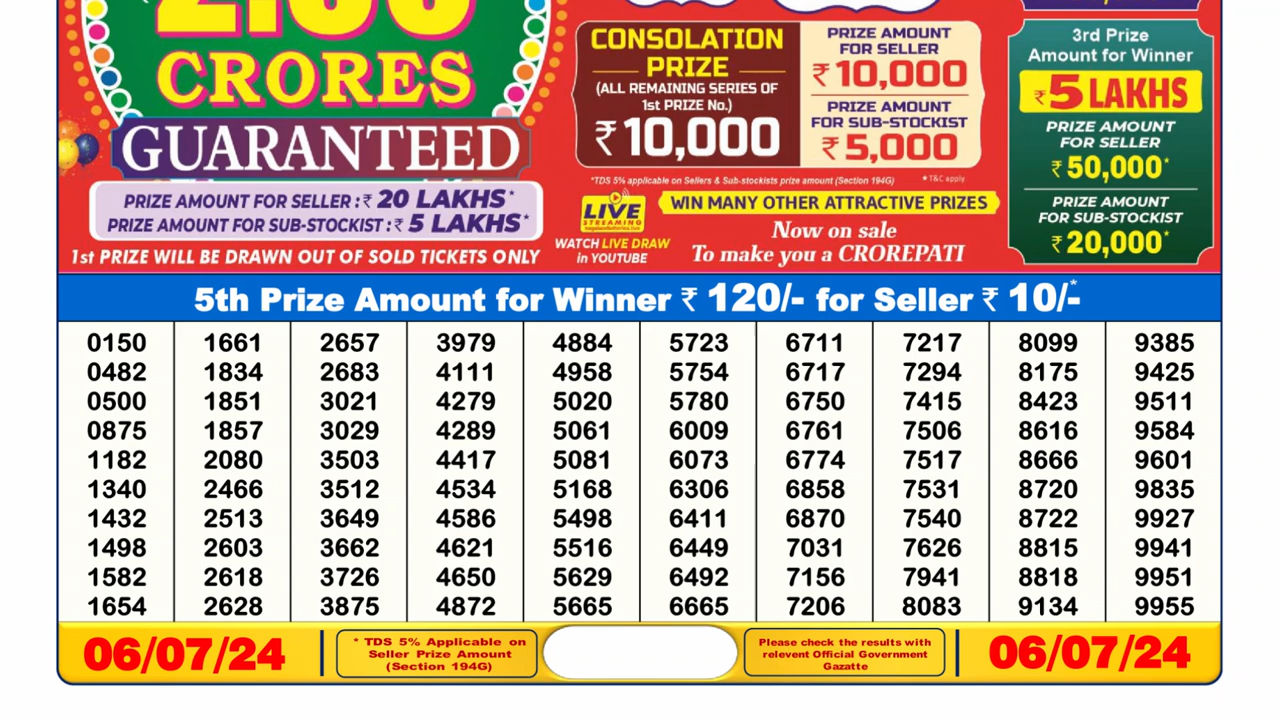 CRORES
GUARANTEED
PRIZE AMOUNT FOR SELLER :₹ 20 LAKHS*
PRIZE AMOUNT FOR SUB-STOCKIST :₹ 5 LAKHS*
1st PRIZE WILL BE DRAWN OUT OF SOLD TICKETS ONLY
CONSOLATION
PRIZE
(ALL REMAINING SERIES OF
1st PRIZE No.)
₹10,000
PRIZE AMOUNT
FOR SELLER
₹10,000
PRIZE AMOUNT
FOR SUB-STOCKIST
₹5,000
*TDS 5% applicable on Sellers & Sub-stockists prize amount (Section 194G)
*T&C apply
LIVE
STREAMING
WATCH LIVE DRAW
in YOUTUBE
WIN MANY OTHER ATTRACTIVE PRIZES
Now on sale
To make you a CROREPATI
3rd Prize
Amount for Winner
₹5 LAKHS
PRIZE AMOUNT
FOR SELLER
₹50,000*
PRIZE AMOUNT
FOR SUB-STOCKIST
₹20,000*
5th Prize Amount for Winner ₹ 120/- for Seller ₹ 10/-*
0150 1661 2657 3979 4884 5723 6711 7217 8099 9385
0482 1834 2683 4111 4958 5754 6717 7294 8175 9425
0500 1851 3021 4279 5020 5780 6750 7415 8423 9511
0875 1857 3029 4289 5061 6009 6761 7506 8616 9584
1182 2080 3503 4417 5081 6073 6774 7517 8666 9601
1340 2466 3512 4534 5168 6306 6858 7531 8720 9835
1432 2513 3649 4586 5498 6411 6870 7540 8722 9927
1498 2603 3662 4621 5516 6449 7031 7626 8815 9941
1582 2618 3726 4650 5629 6492 7156 7941 8818 9951
1654 2628 3875 4872 5665 6665 7206 8083 9134 9955
06/07/24
* TDS 5% Applicable on
Seller Prize Amount
(Section 194G)
Please check the results with
relevent Official Government
Gazatte
06/07/24